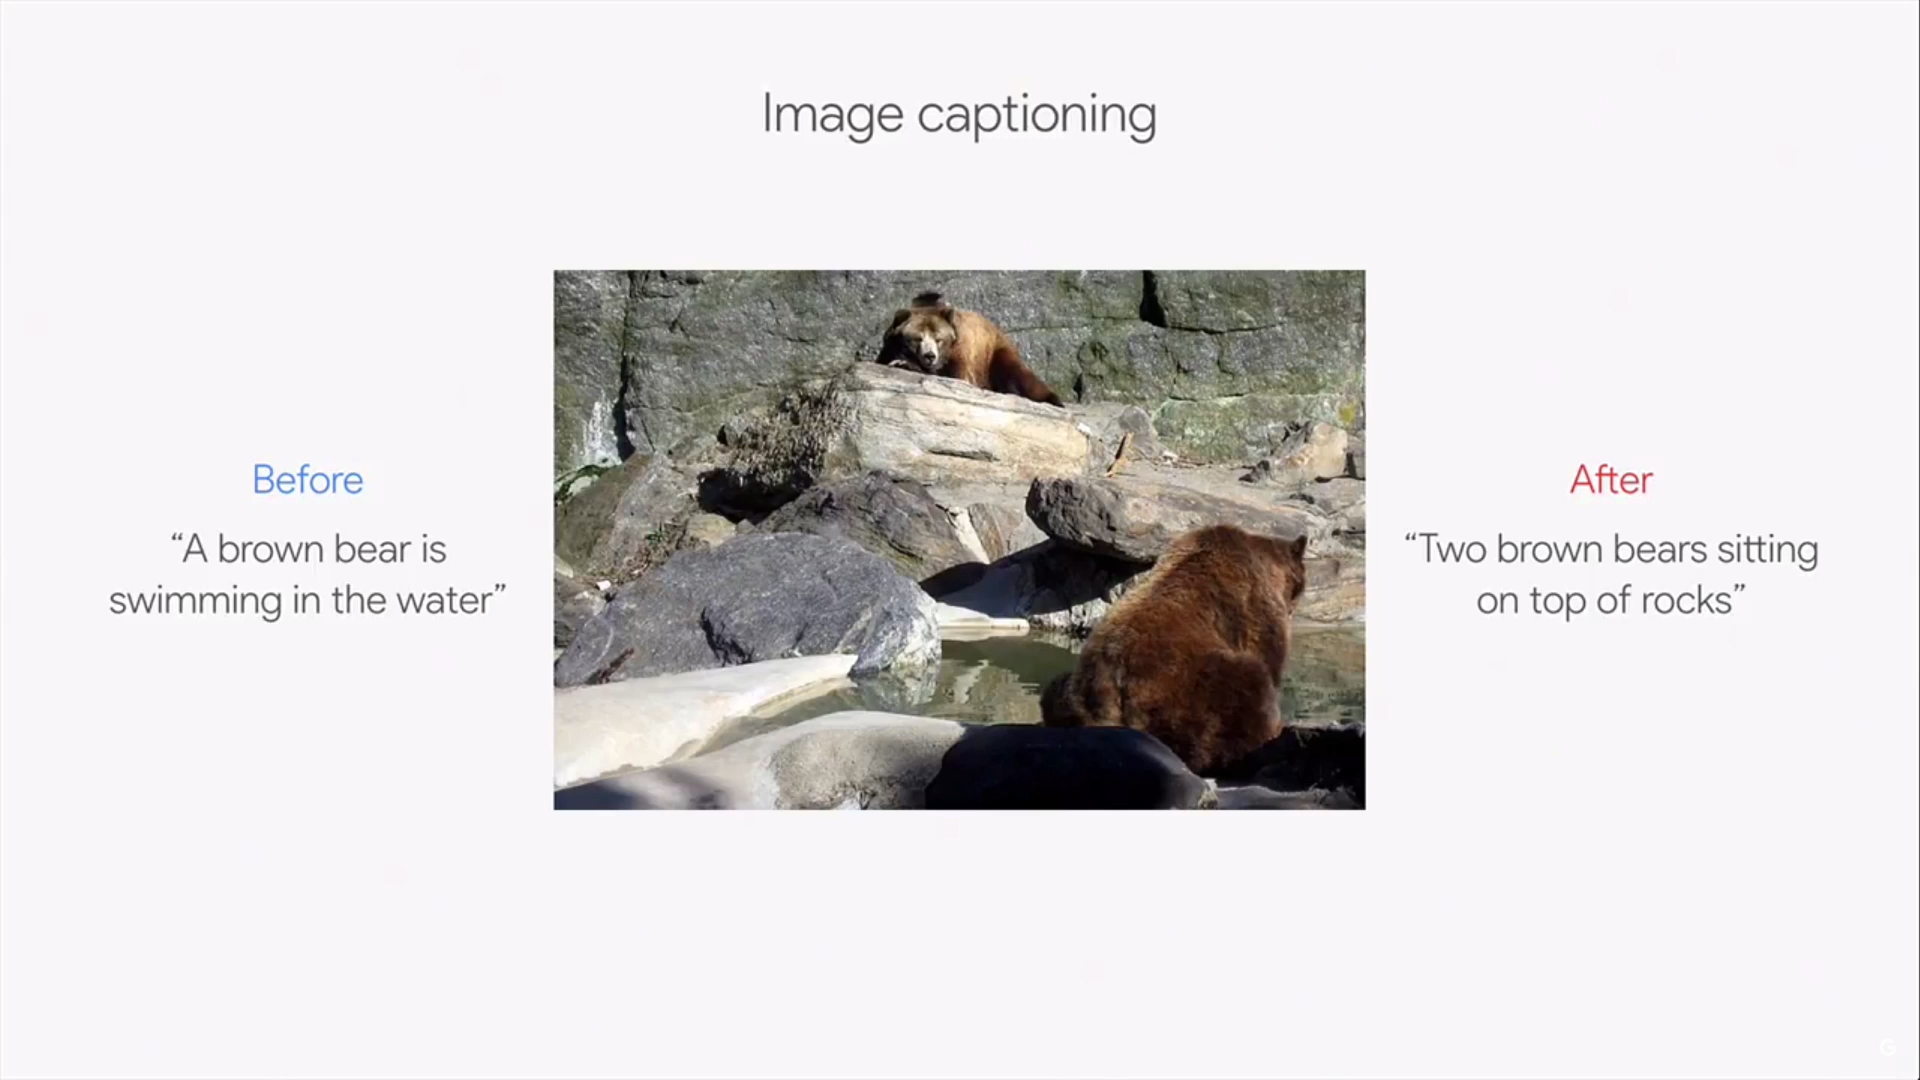 Image captioning
Before
“A brown bear is
swimming in the water”
After
“Two brown bears sitting
on top of rocks”
G